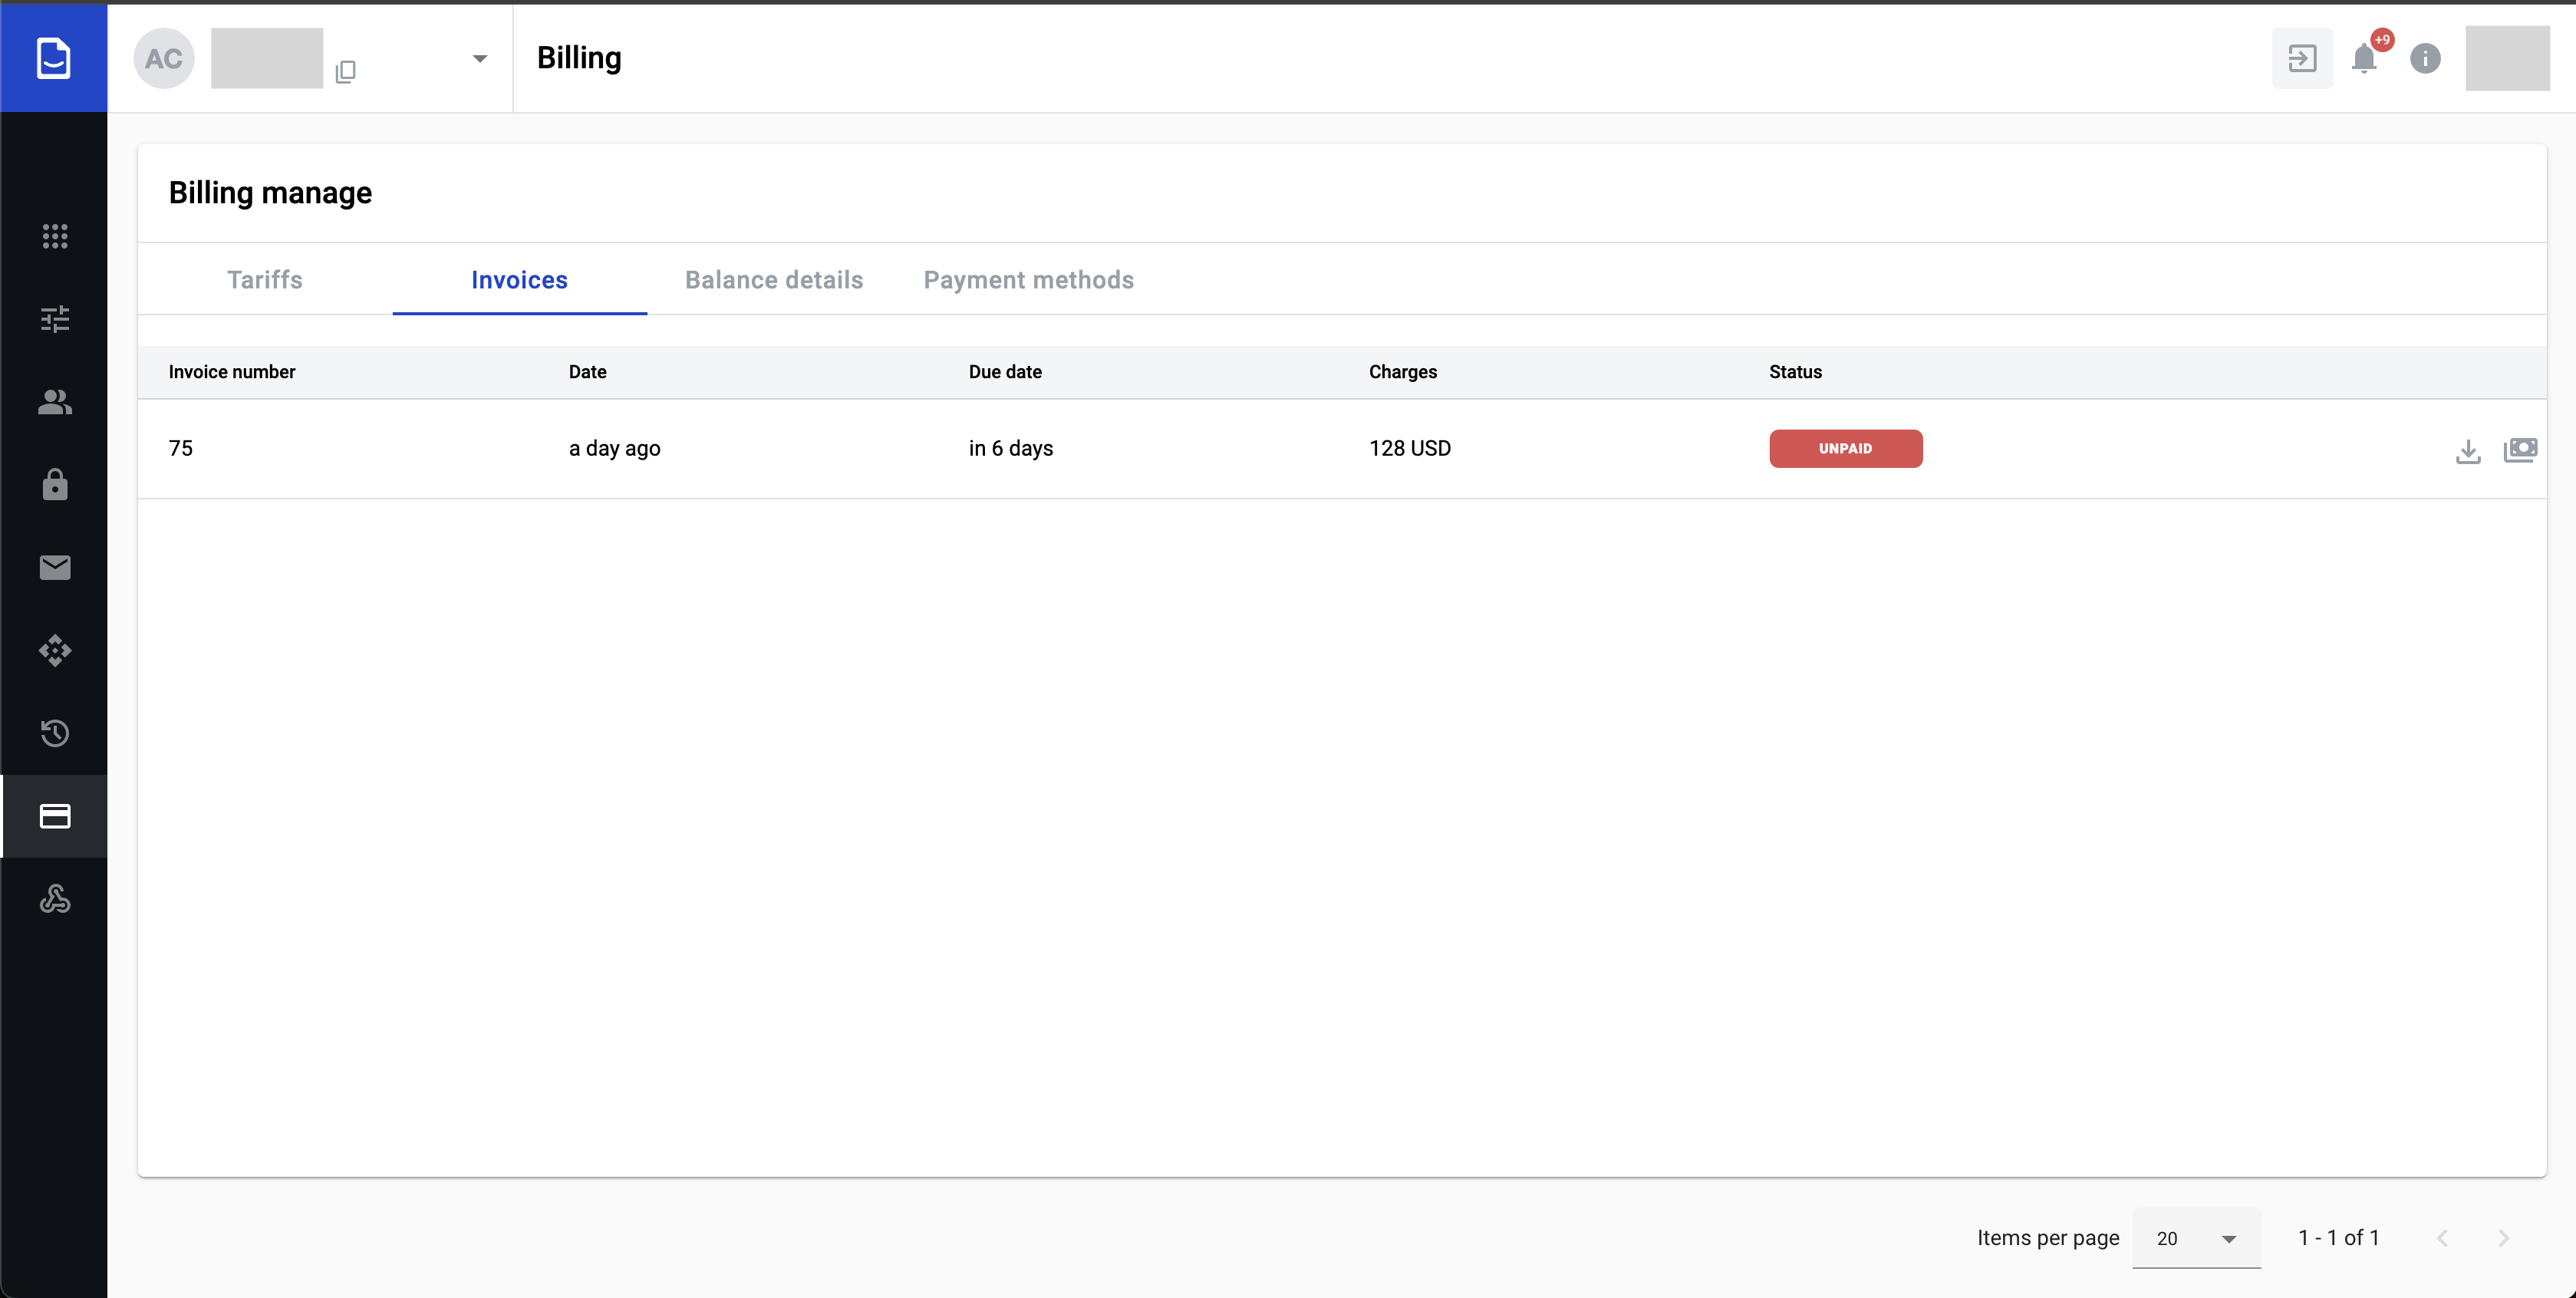 AC
Billing
+9
Billing manage
Tariffs Invoices Balance details Payment methods
Invoice number Date Due date Charges Status
75 a day ago in 6 days 128 USD UNPAID
Items per page 20 1 - 1 of 1